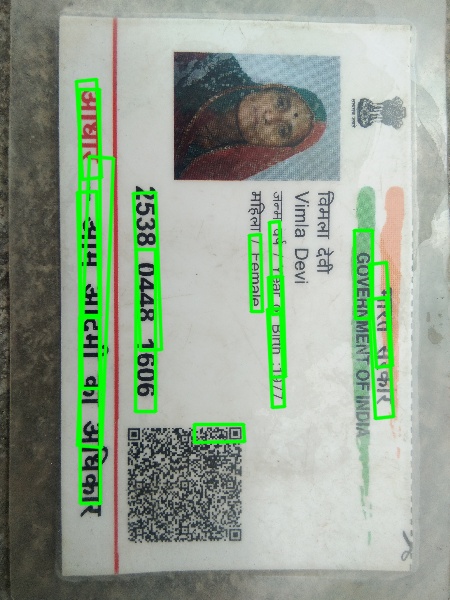 भारत सरकार
GOVERNMENT OF INDIA
विमला देवी
Vimla Devi
जन्म वर्ष / Year of Birth : 1977
महिला / Female
2538 0448 1606
आधार - आम आदमी का अधिकार